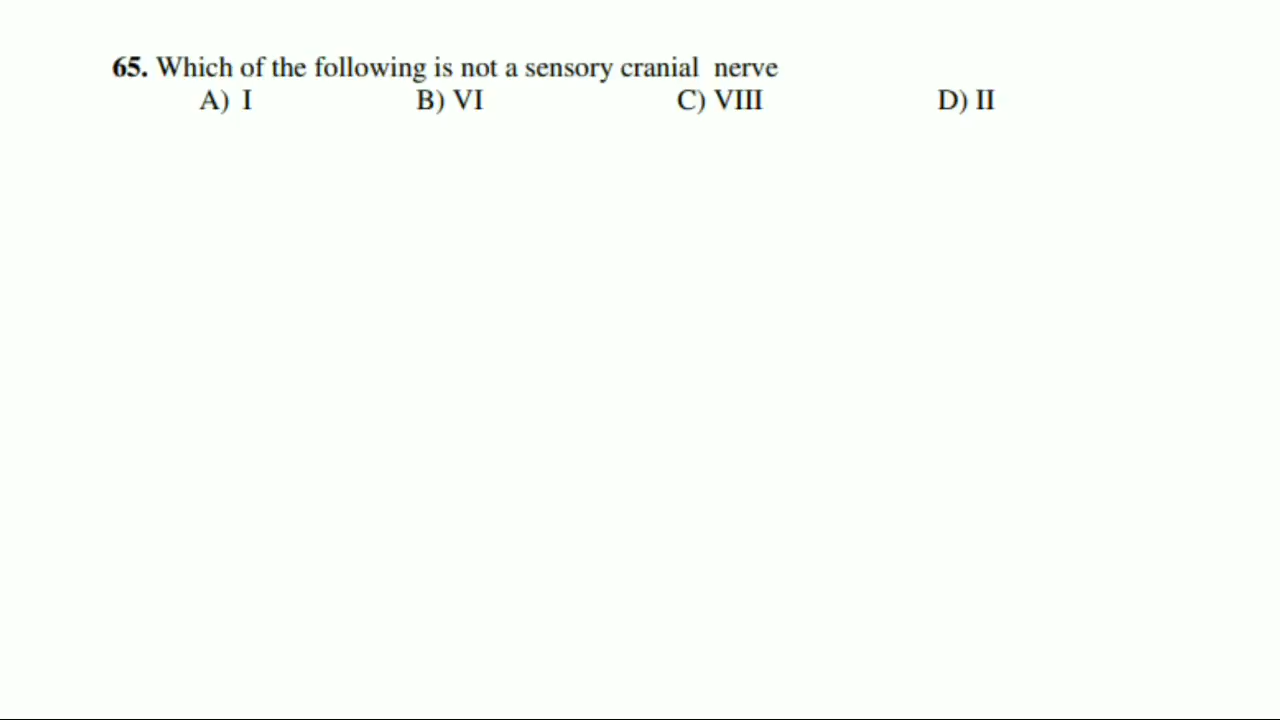 65. Which of the following is not a sensory cranial nerve
A) I B) VI C) VIII D) II